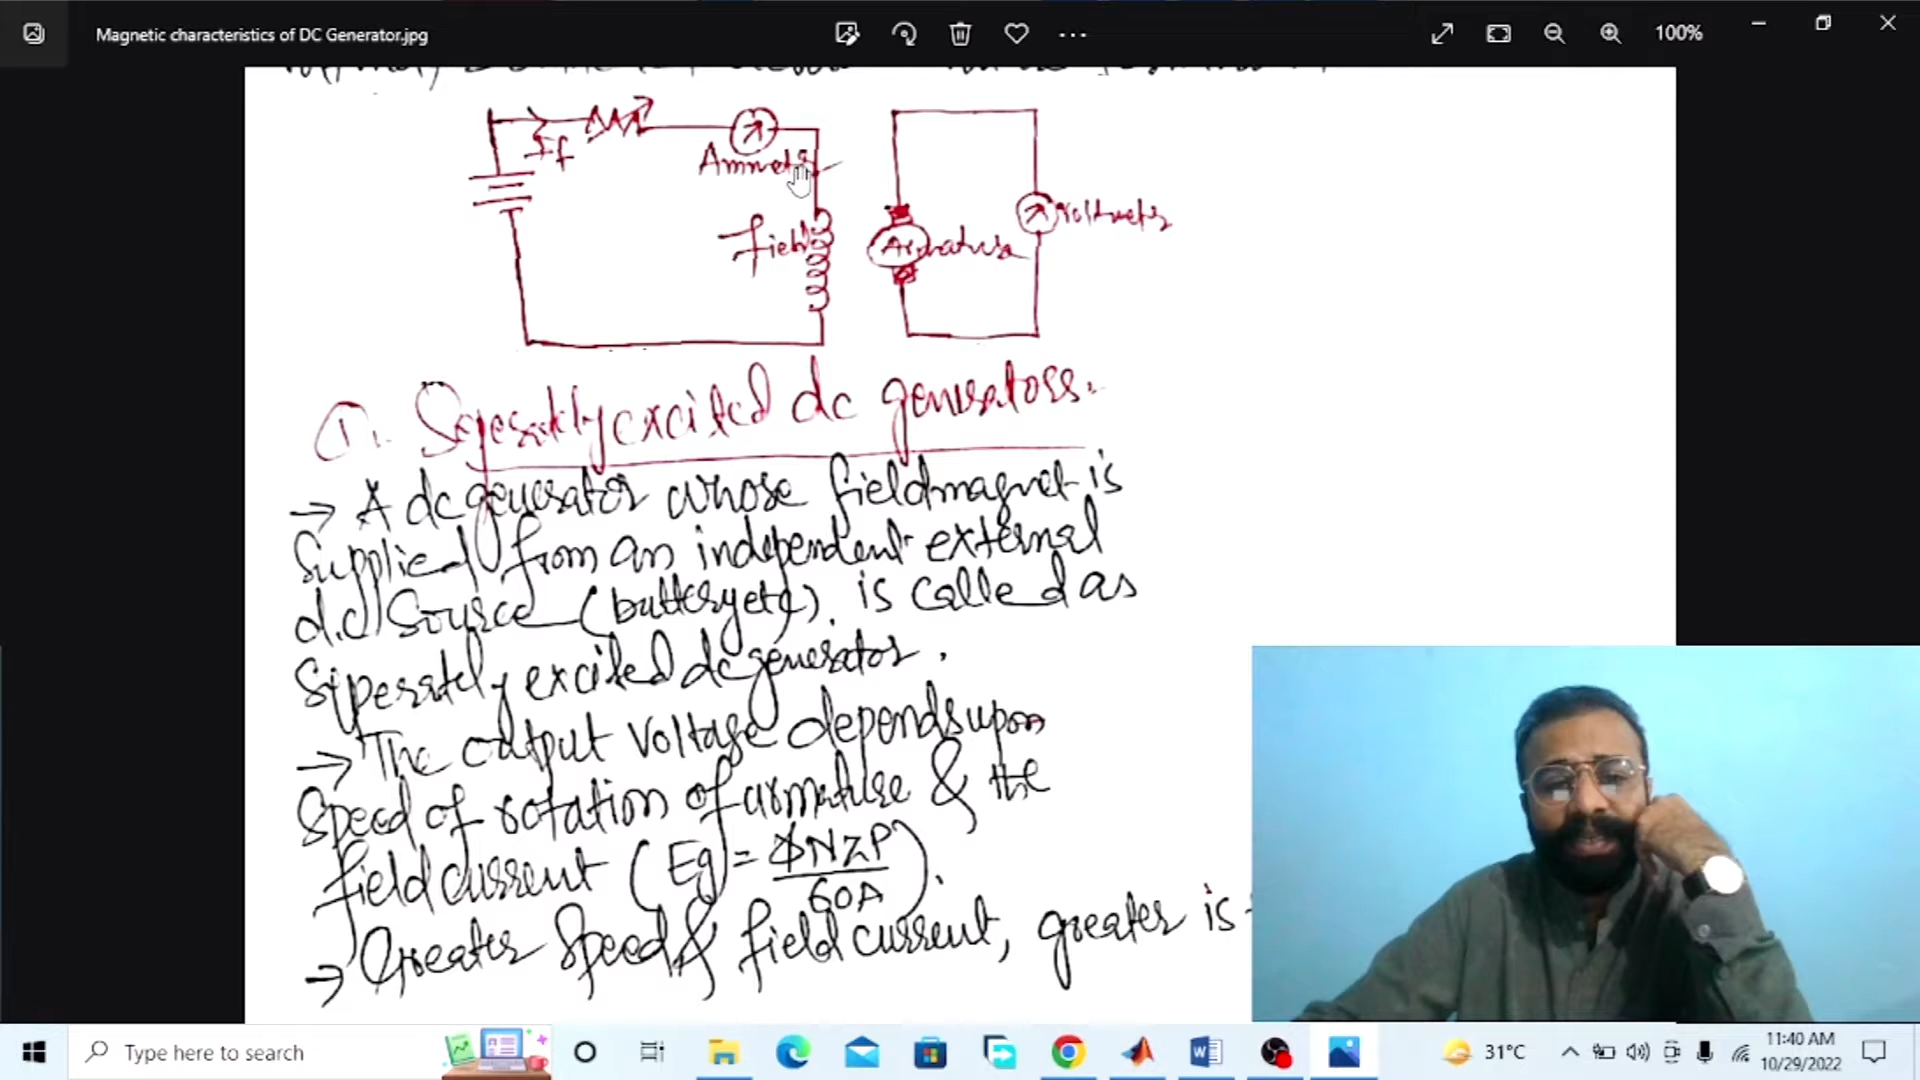 Magnetic characteristics of DC Generator.jpg
100%
If
Ammeter
Field
Armature
Voltmeter
1. Seperately excited dc generators.
→ A dc generator whose field magnet is
Supplied from an independent external
d.c Source (battery etc). is called as
Siperately excited dc generator.
→ The output voltage depends upon
Speed of rotation of armature & the
field current (Eg = ΦNZP/60A).
→ Greater Speed & field current, greater is
Type here to search
31°C
11:40 AM
10/29/2022